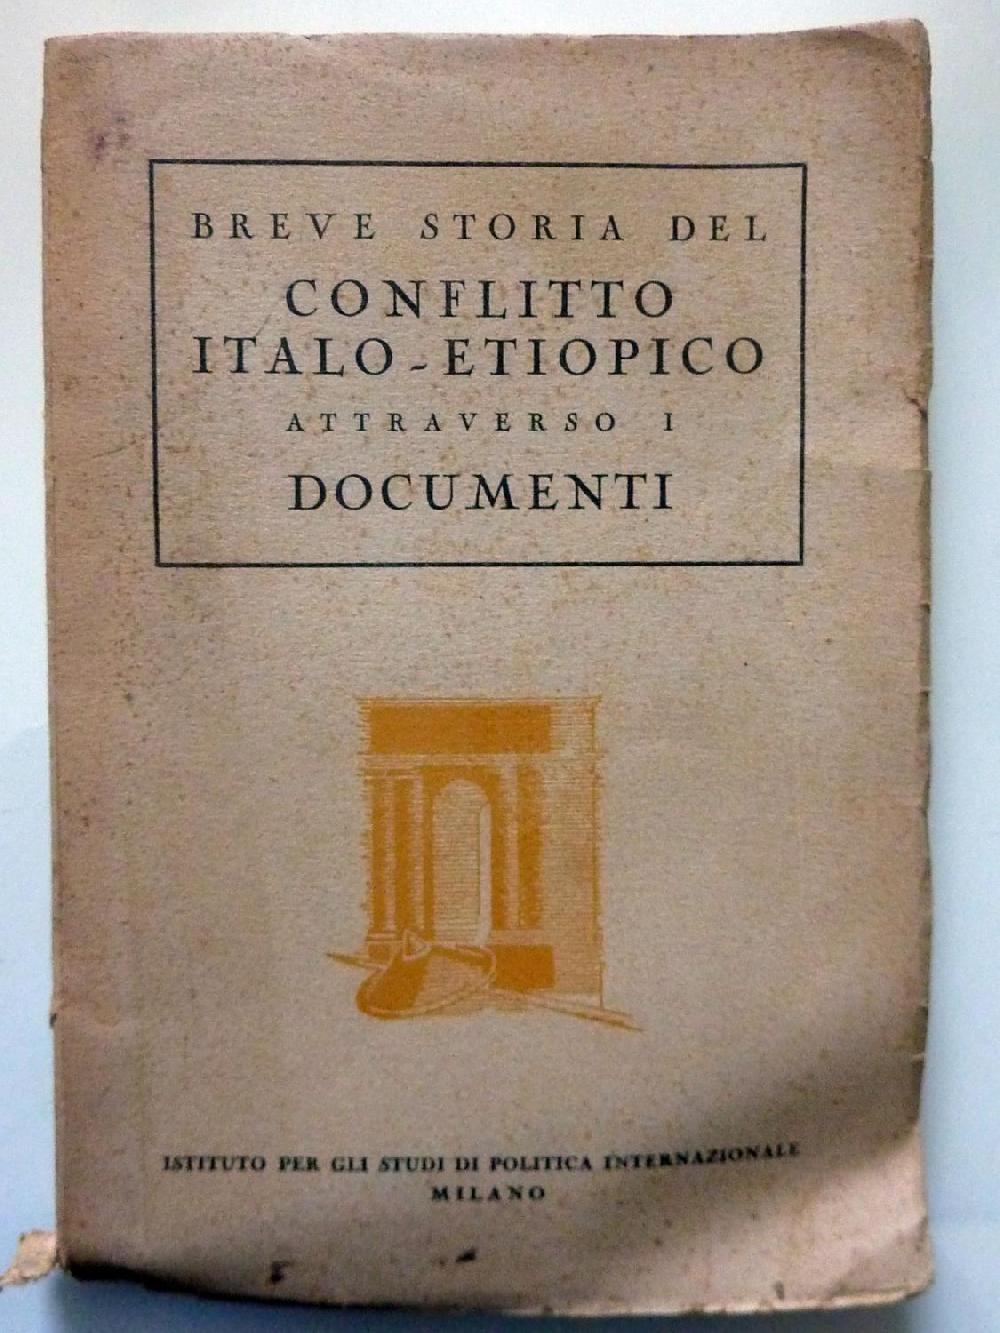 BREVE STORIA DEL
CONFLITTO
ITALO-ETIOPICO
ATTRAVERSO I
DOCUMENTI
ISTITUTO PER GLI STUDI DI POLITICA INTERNAZIONALE
MILANO